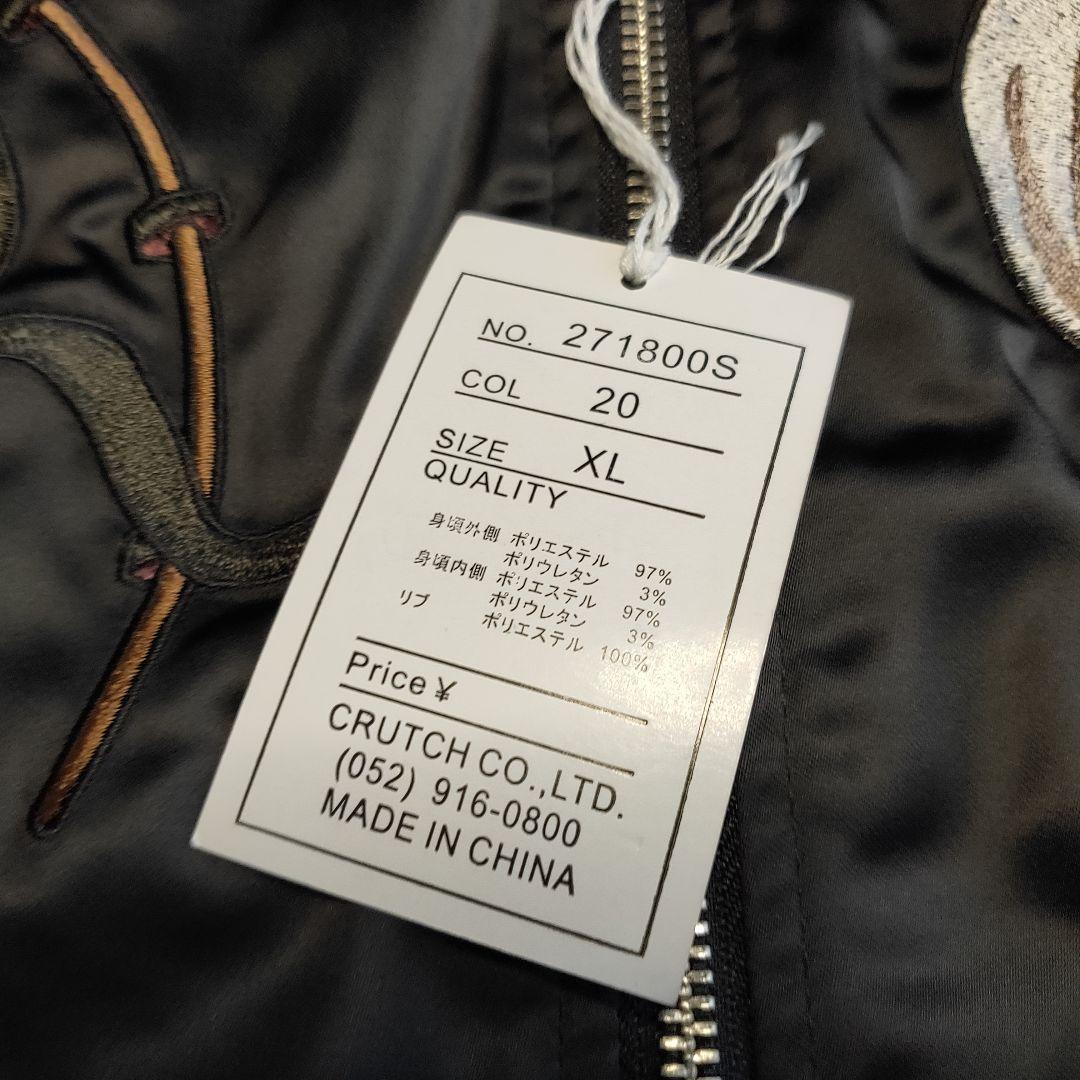 NO. 271800S
COL 20
SIZE XL
QUALITY
身頃外側 ポリエステル 97%
ポリウレタン 3%
身頃内側 ポリエステル 97%
ポリウレタン 3%
リブ ポリエステル 100%
Price ¥
CRUTCH CO.,LTD.
(052) 916-0800
MADE IN CHINA